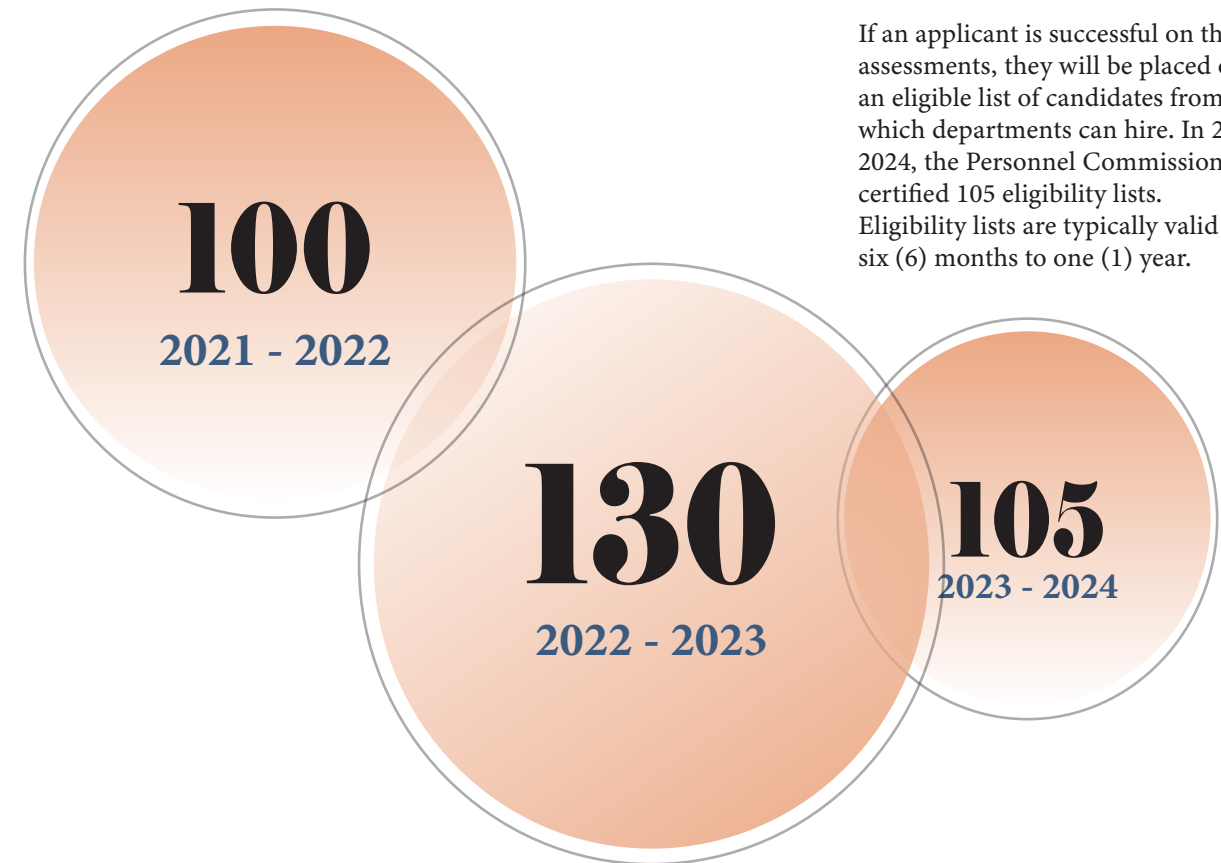 If an applicant is successful on th
assessments, they will be placed
an eligible list of candidates from
which departments can hire. In 2
2024, the Personnel Commission
certified 105 eligibility lists.
Eligibility lists are typically valid
six (6) months to one (1) year.
100
2021 - 2022
130
2022 - 2023
105
2023 - 2024